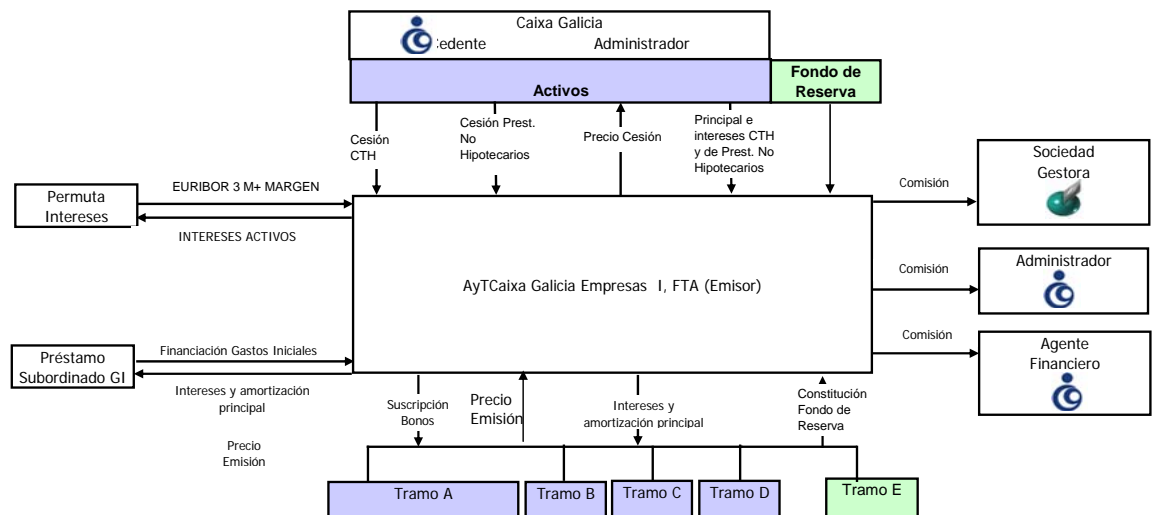 Caixa Galicia
Cedente Administrador
Activos
Fondo de
Reserva
Cesión
CTH
Cesión Prest.
No
Hipotecarios
Precio Cesión
Principal e
intereses CTH
y de Prest. No
Hipotecarios
Sociedad
Gestora
Permuta
Intereses
EURIBOR 3 M+ MARGEN
INTERESES ACTIVOS
Comisión
AyTCaixa Galicia Empresas I, FTA (Emisor)
Comisión
Administrador
Préstamo
Subordinado GI
Financiación Gastos Iniciales
Intereses y amortización
principal
Comisión
Agente
Financiero
Precio
Emisión
Suscripción
Bonos
Precio
Emisión
Intereses y
amortización principal
Constitución
Fondo de
Reserva
Tramo A
Tramo B
Tramo C
Tramo D
Tramo E